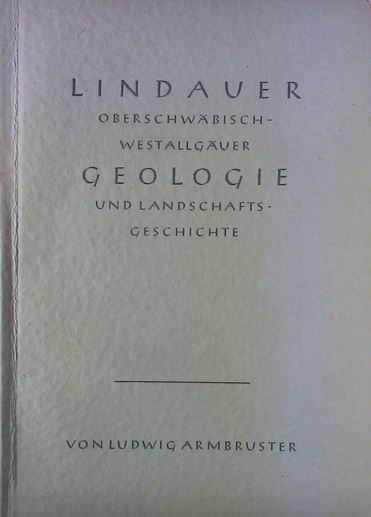 LINDAUER
OBERSCHWÄBISCH-
WESTALLGÄUER
GEOLOGIE
UND LANDSCHAFTS-
GESCHICHTE
VON LUDWIG ARMBRUSTER